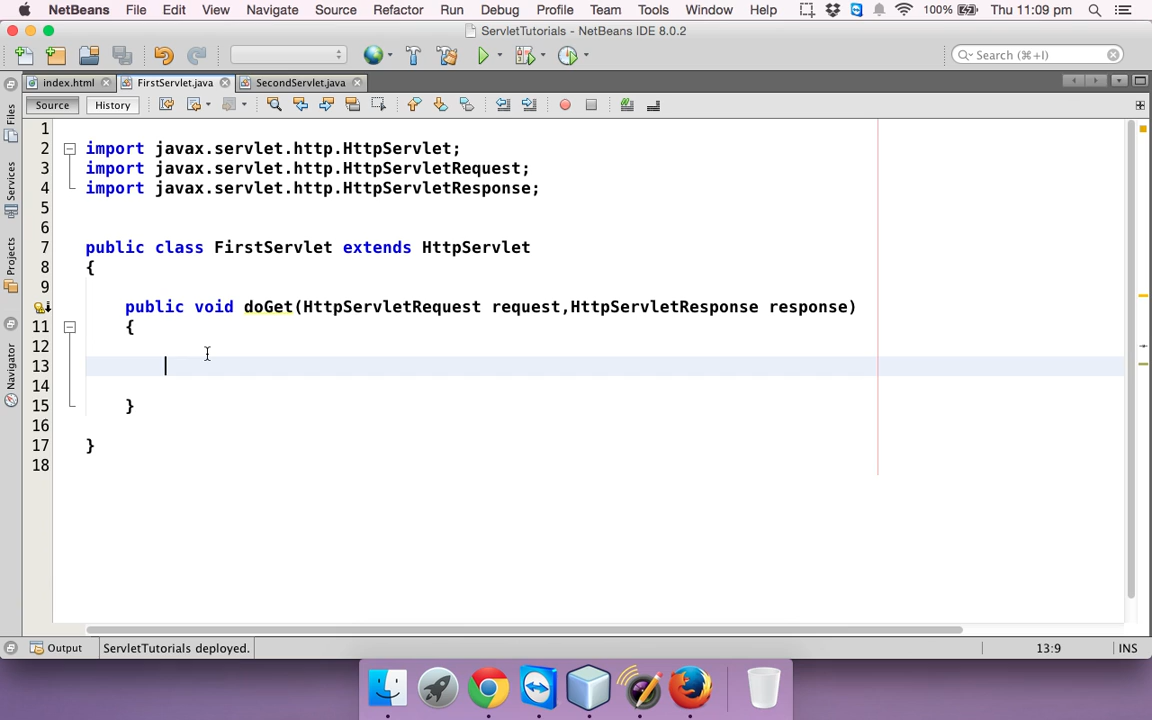 NetBeans File Edit View Navigate Source Refactor Run Debug Profile Team Tools Window Help 100% Thu 11:09 pm
ServletTutorials - NetBeans IDE 8.0.2
Search (⌘+I)
index.html FirstServlet.java SecondServlet.java
Source History
Files
Services
Projects
Navigator
1
2 import javax.servlet.http.HttpServlet;
3 import javax.servlet.http.HttpServletRequest;
4 import javax.servlet.http.HttpServletResponse;
5
6
7 public class FirstServlet extends HttpServlet
8 {
9
public void doGet(HttpServletRequest request,HttpServletResponse response)
11 {
12
13
14
15 }
16
17 }
18
Output ServletTutorials deployed. 13:9 INS